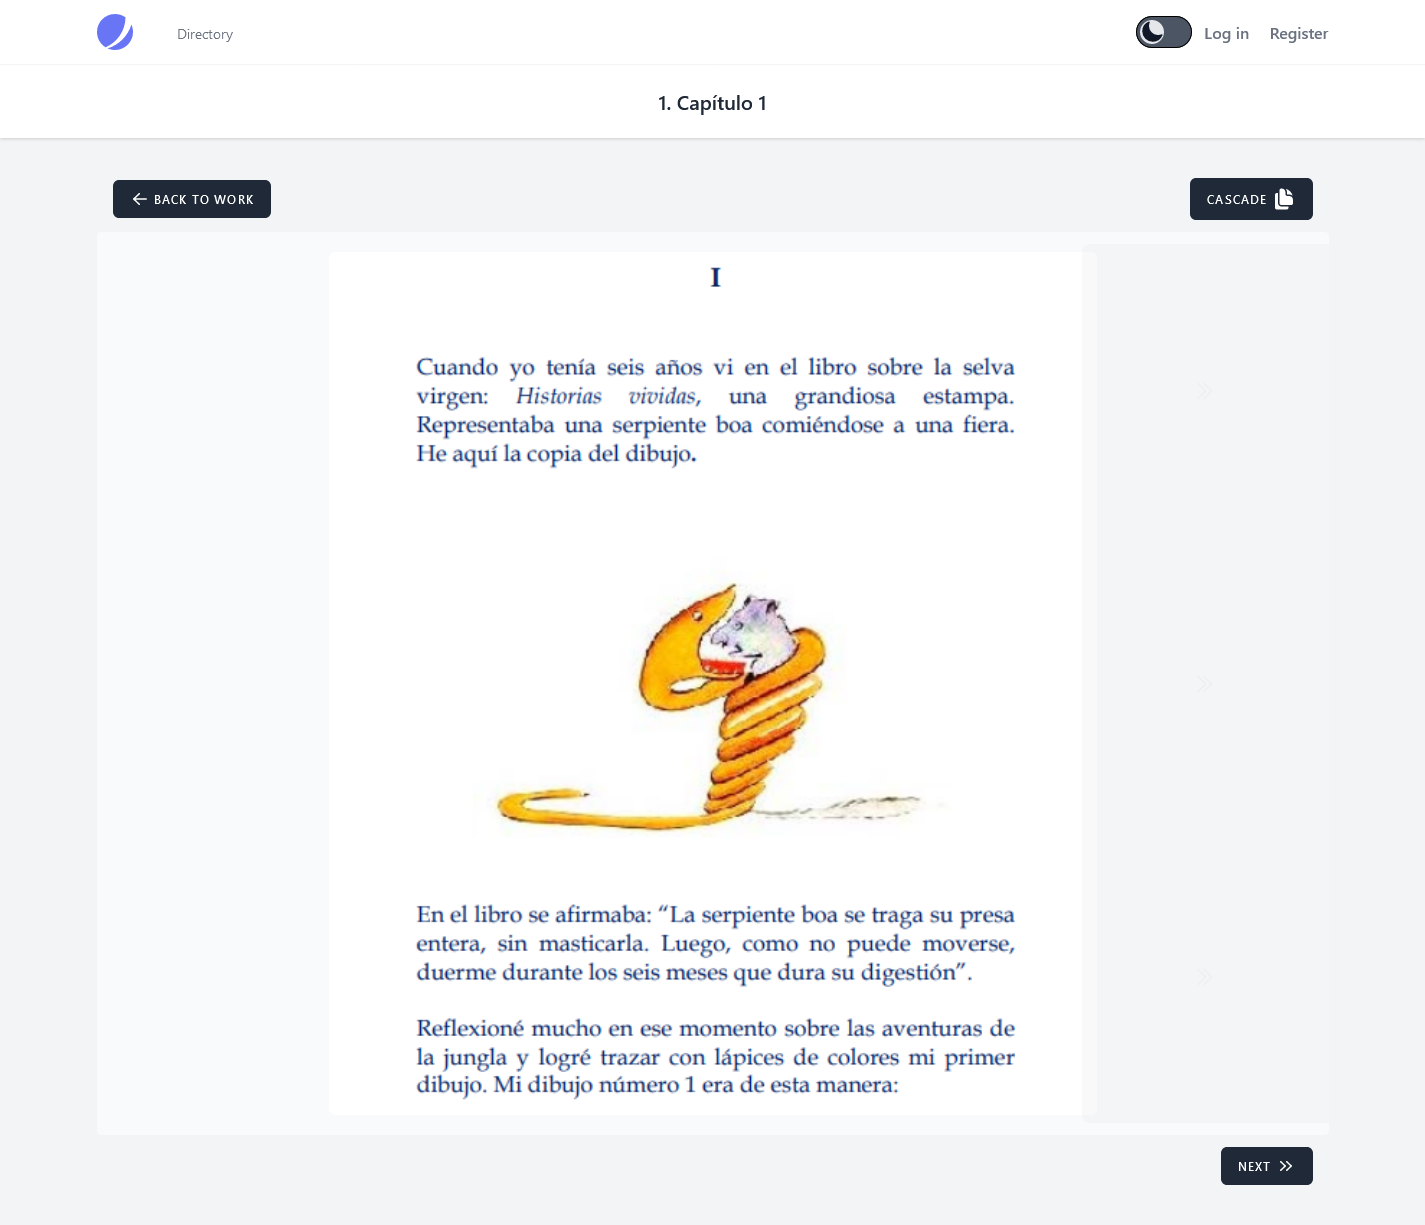 Directory
Log in
Register
1. Capítulo 1
BACK TO WORK
CASCADE
I
Cuando yo tenía seis años vi en el libro sobre la selva
virgen: Historias vividas, una grandiosa estampa.
Representaba una serpiente boa comiéndose a una fiera.
He aquí la copia del dibujo.
En el libro se afirmaba: “La serpiente boa se traga su presa
entera, sin masticarla. Luego, como no puede moverse,
duerme durante los seis meses que dura su digestión”.
Reflexioné mucho en ese momento sobre las aventuras de
la jungla y logré trazar con lápices de colores mi primer
dibujo. Mi dibujo número 1 era de esta manera:
NEXT